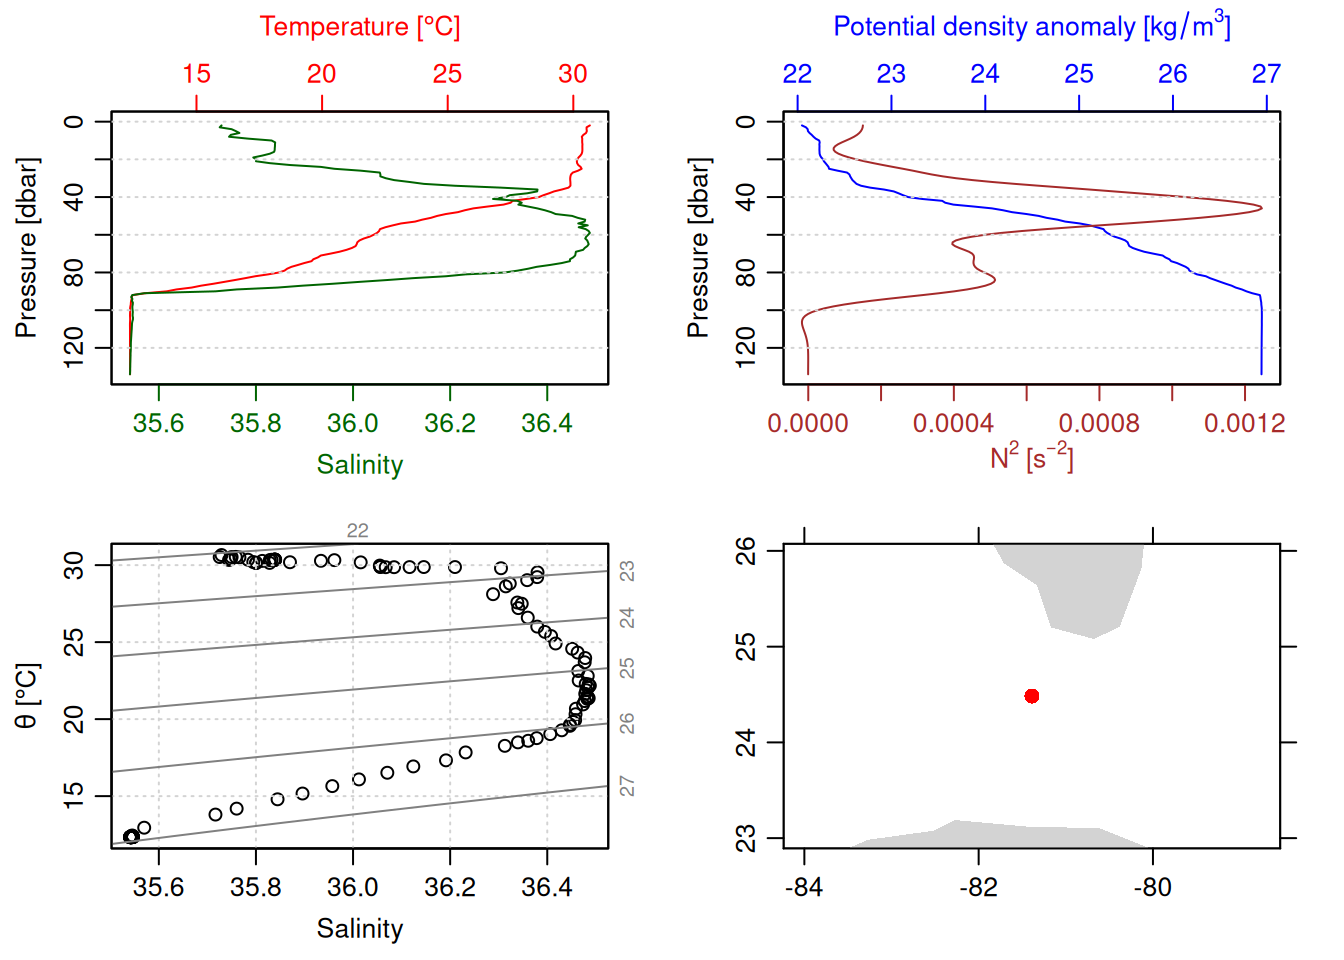 Temperature [°C]
15 20 25 30
Pressure [dbar]
0 40 80 120
35.6 35.8 36.0 36.2 36.4
Salinity
Potential density anomaly [kg/m³]
22 23 24 25 26 27
Pressure [dbar]
0 40 80 120
0.0000 0.0004 0.0008 0.0012
N² [s⁻²]
22
θ [°C]
30 25 20 15
23
24
25
26
27
35.6 35.8 36.0 36.2 36.4
Salinity
26
25
24
23
-84 -82 -80